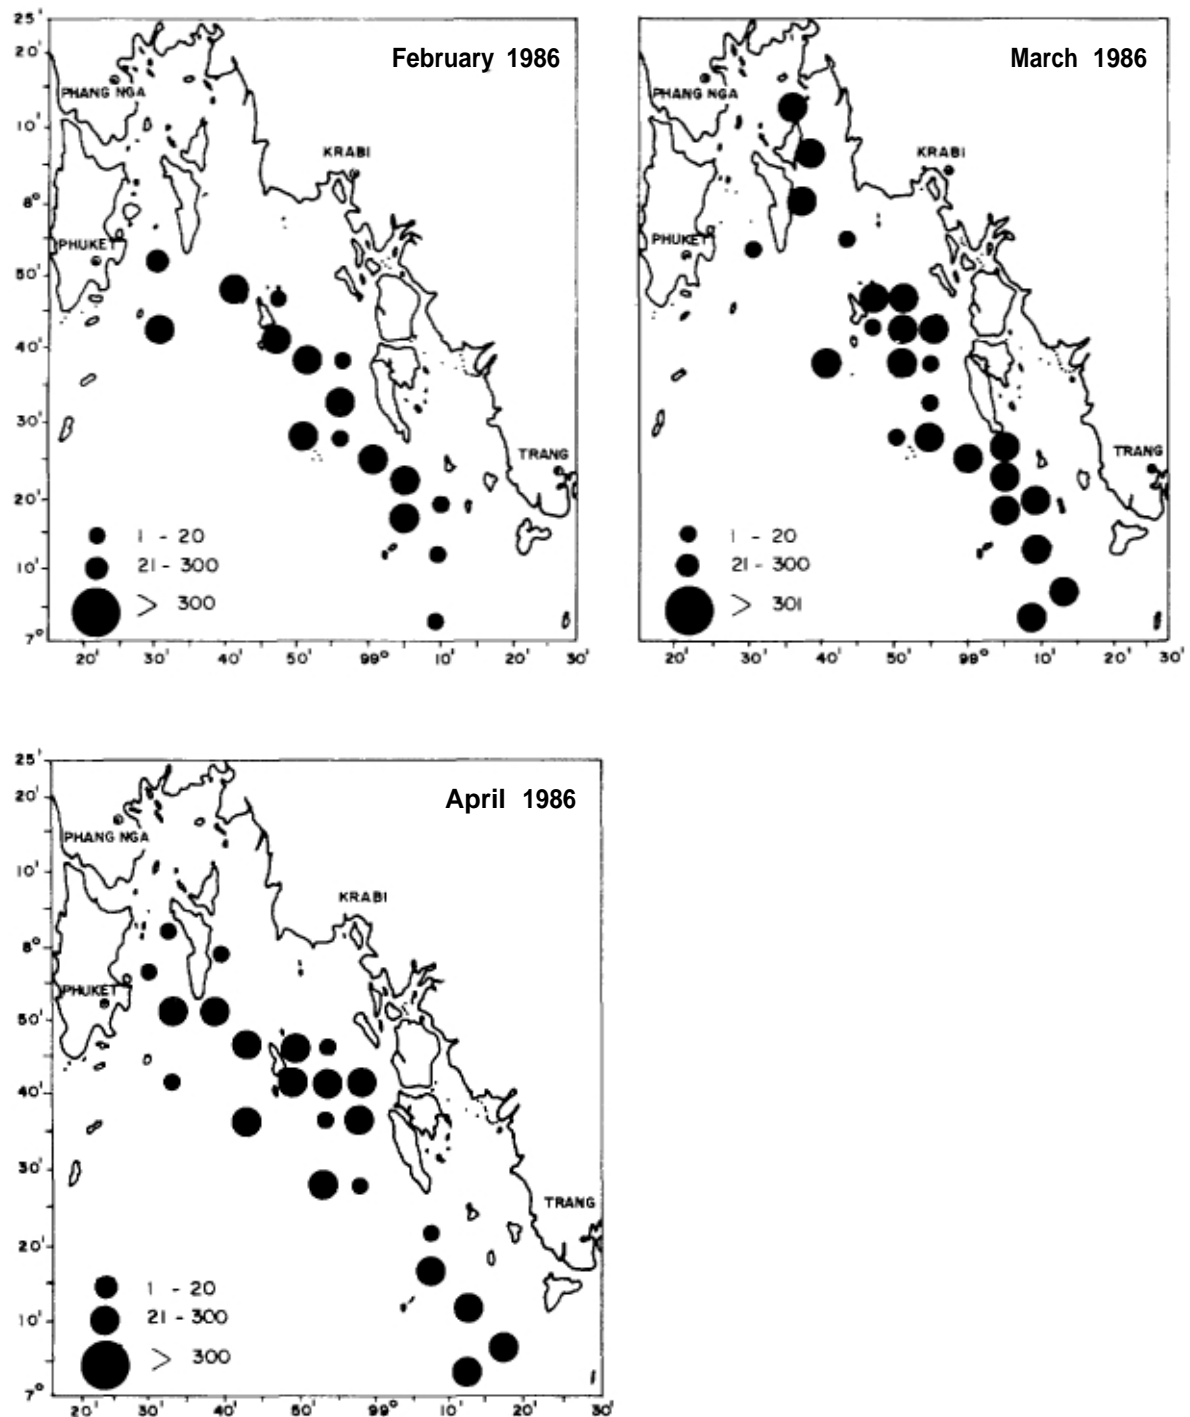 February 1986
25'
20'
10'
8°
50'
40'
30'
20'
10'
7°
PHANG NGA
KRABI
PHUKET
TRANG
1 - 20
21 - 300
> 300
20' 30' 40' 50' 99° 10' 20' 30'
March 1986
PHANG NGA
KRABI
PHUKET
TRANG
1 - 20
21 - 300
> 301
20' 30' 40' 50' 99° 10' 20' 30'
April 1986
25'
20'
10'
8°
50'
40'
30'
20'
10'
7°
PHANG NGA
KRABI
PHUKET
TRANG
1 - 20
21 - 300
> 300
20' 30' 40' 50' 99° 10' 20' 30'